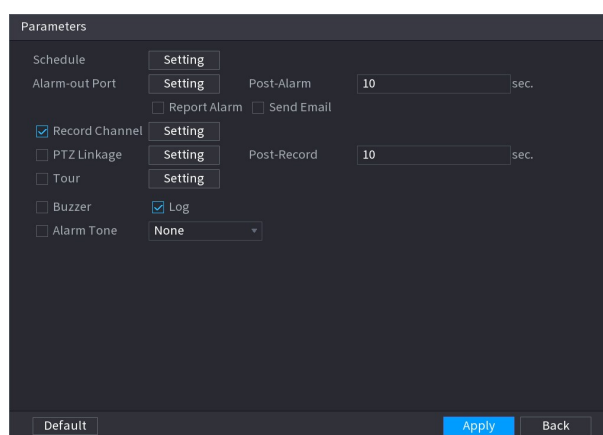 Parameters
Schedule Setting
Alarm-out Port Setting Post-Alarm 10 sec.
Report Alarm Send Email
Record Channel Setting
PTZ Linkage Setting Post-Record 10 sec.
Tour Setting
Buzzer Log
Alarm Tone None
Default Apply Back